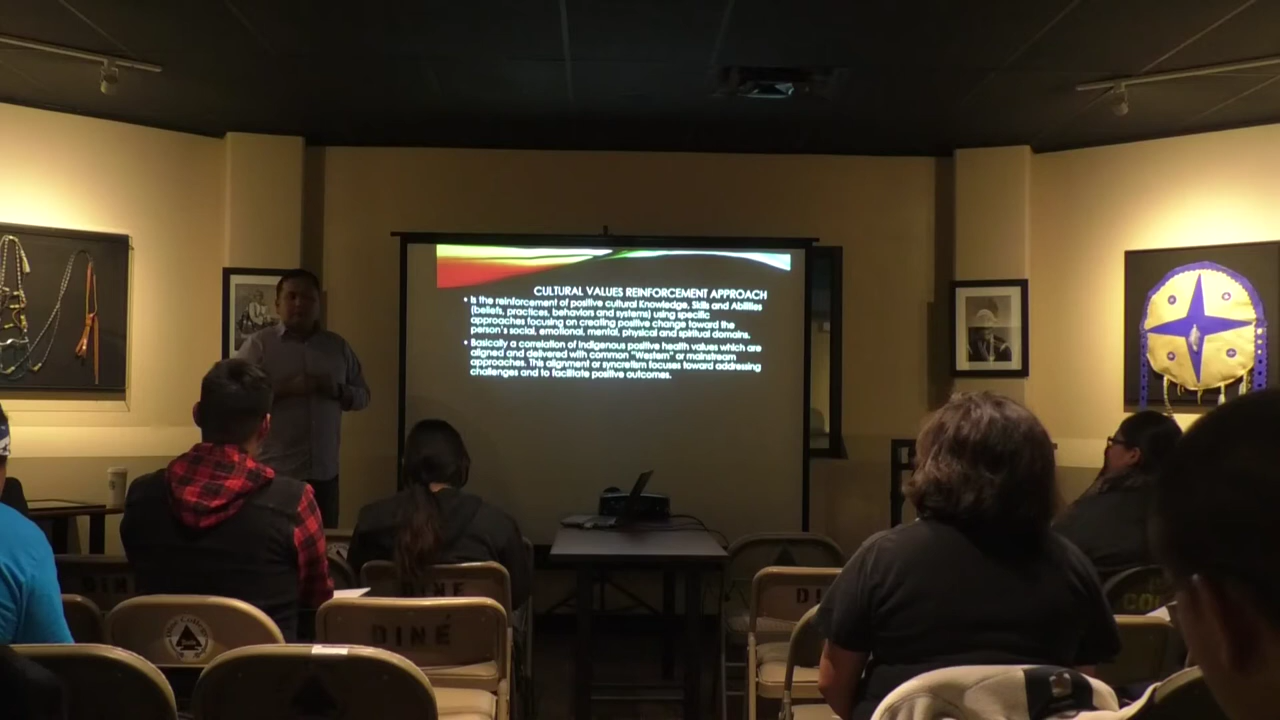 CULTURAL VALUES REINFORCEMENT APPROACH
• Is the reinforcement of positive cultural Knowledge, Skills and Abilities
(beliefs, practices, behaviors and systems) using specific
approaches focusing on creating positive change toward the
person's social, emotional, mental, physical and spiritual domains.
• Basically a correlation of Indigenous positive health values which are
aligned and delivered with common "Western" or mainstream
approaches. This alignment or syncretism focuses toward addressing
challenges and to facilitate positive outcomes.
DINÉ
DINÉ